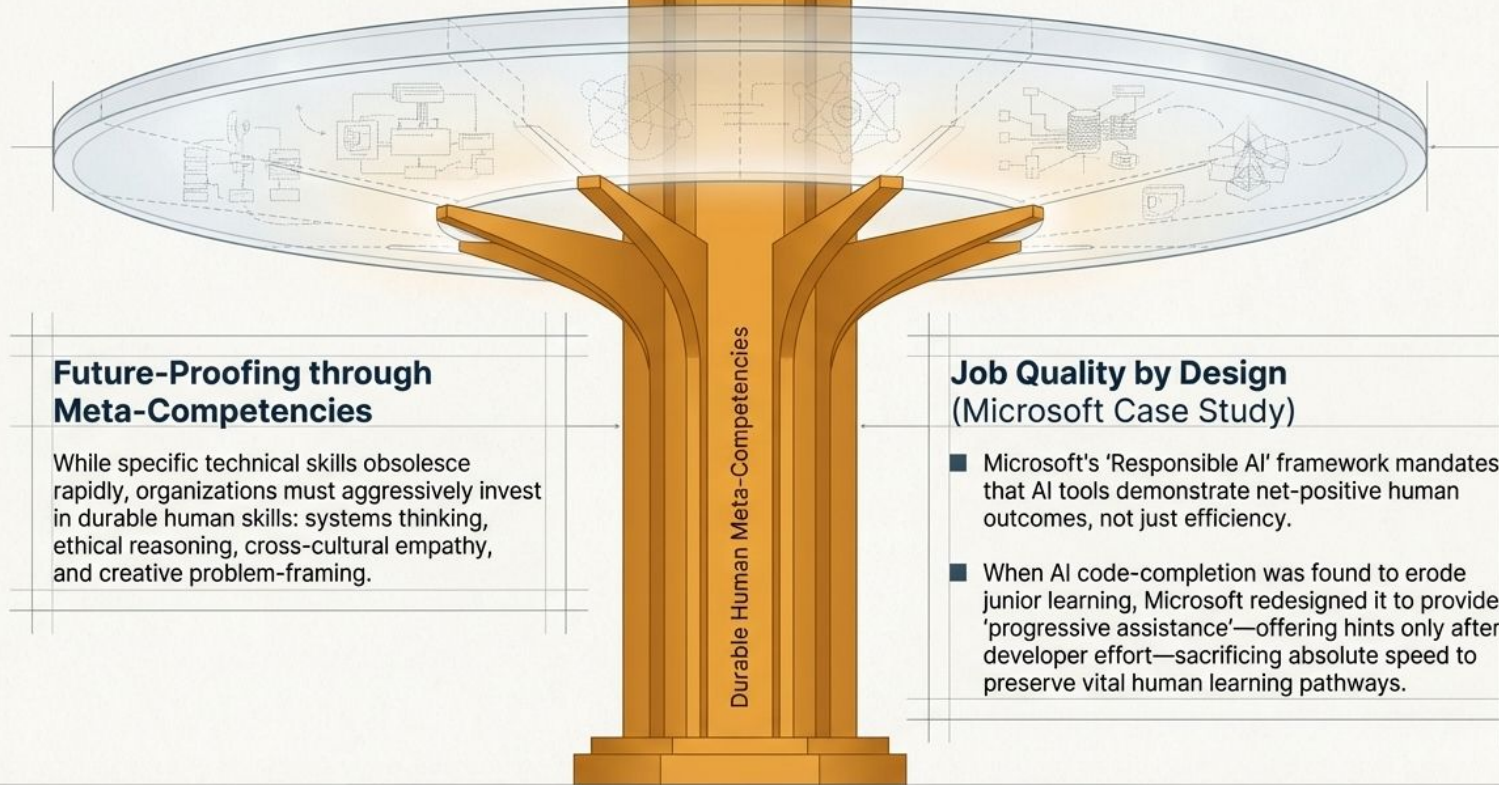 Future-Proofing through
Meta-Competencies
While specific technical skills obsolesce
rapidly, organizations must aggressively invest
in durable human skills: systems thinking,
ethical reasoning, cross-cultural empathy,
and creative problem-framing.
Durable Human Meta-Competencies
Job Quality by Design
(Microsoft Case Study)
Microsoft's ‘Responsible AI’ framework mandates
that AI tools demonstrate net-positive human
outcomes, not just efficiency.
When AI code-completion was found to erode
junior learning, Microsoft redesigned it to provide
‘progressive assistance’—offering hints only after
developer effort—sacrificing absolute speed to
preserve vital human learning pathways.